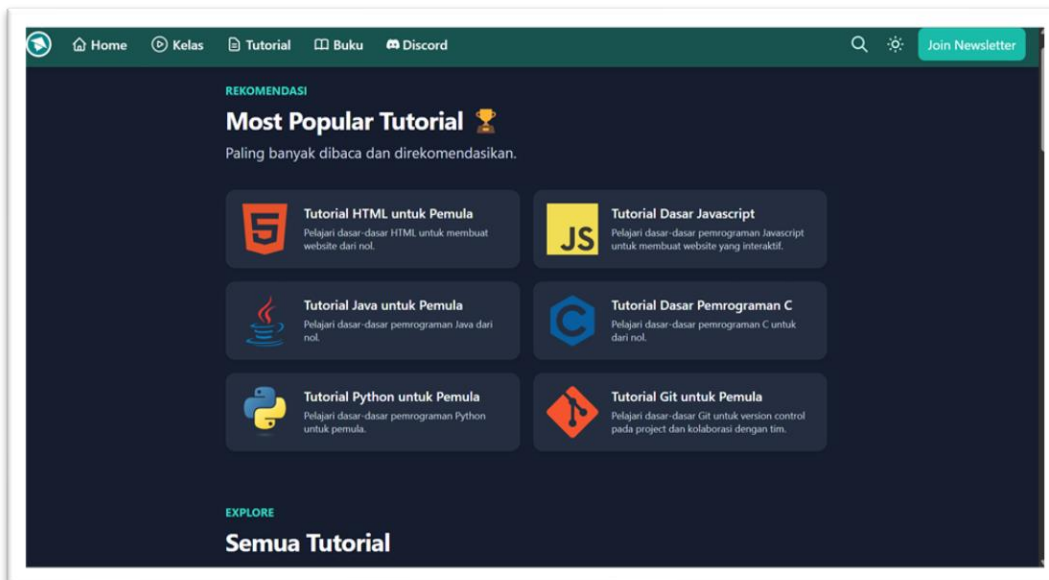 Home Kelas Tutorial Buku Discord Join Newsletter
REKOMENDASI
Most Popular Tutorial 🏆
Paling banyak dibaca dan direkomendasikan.
Tutorial HTML untuk Pemula
Pelajari dasar-dasar HTML untuk membuat
website dari nol.
JS
Tutorial Dasar Javascript
Pelajari dasar-dasar pemrograman Javascript
untuk membuat website yang interaktif.
Tutorial Java untuk Pemula
Pelajari dasar-dasar pemrograman Java dari
nol.
C
Tutorial Dasar Pemrograman C
Pelajari dasar-dasar pemrograman C untuk
dari nol.
Tutorial Python untuk Pemula
Pelajari dasar-dasar pemrograman Python
untuk pemula.
Tutorial Git untuk Pemula
Pelajari dasar-dasar Git untuk version control
pada project dan kolaborasi dengan tim.
EXPLORE
Semua Tutorial